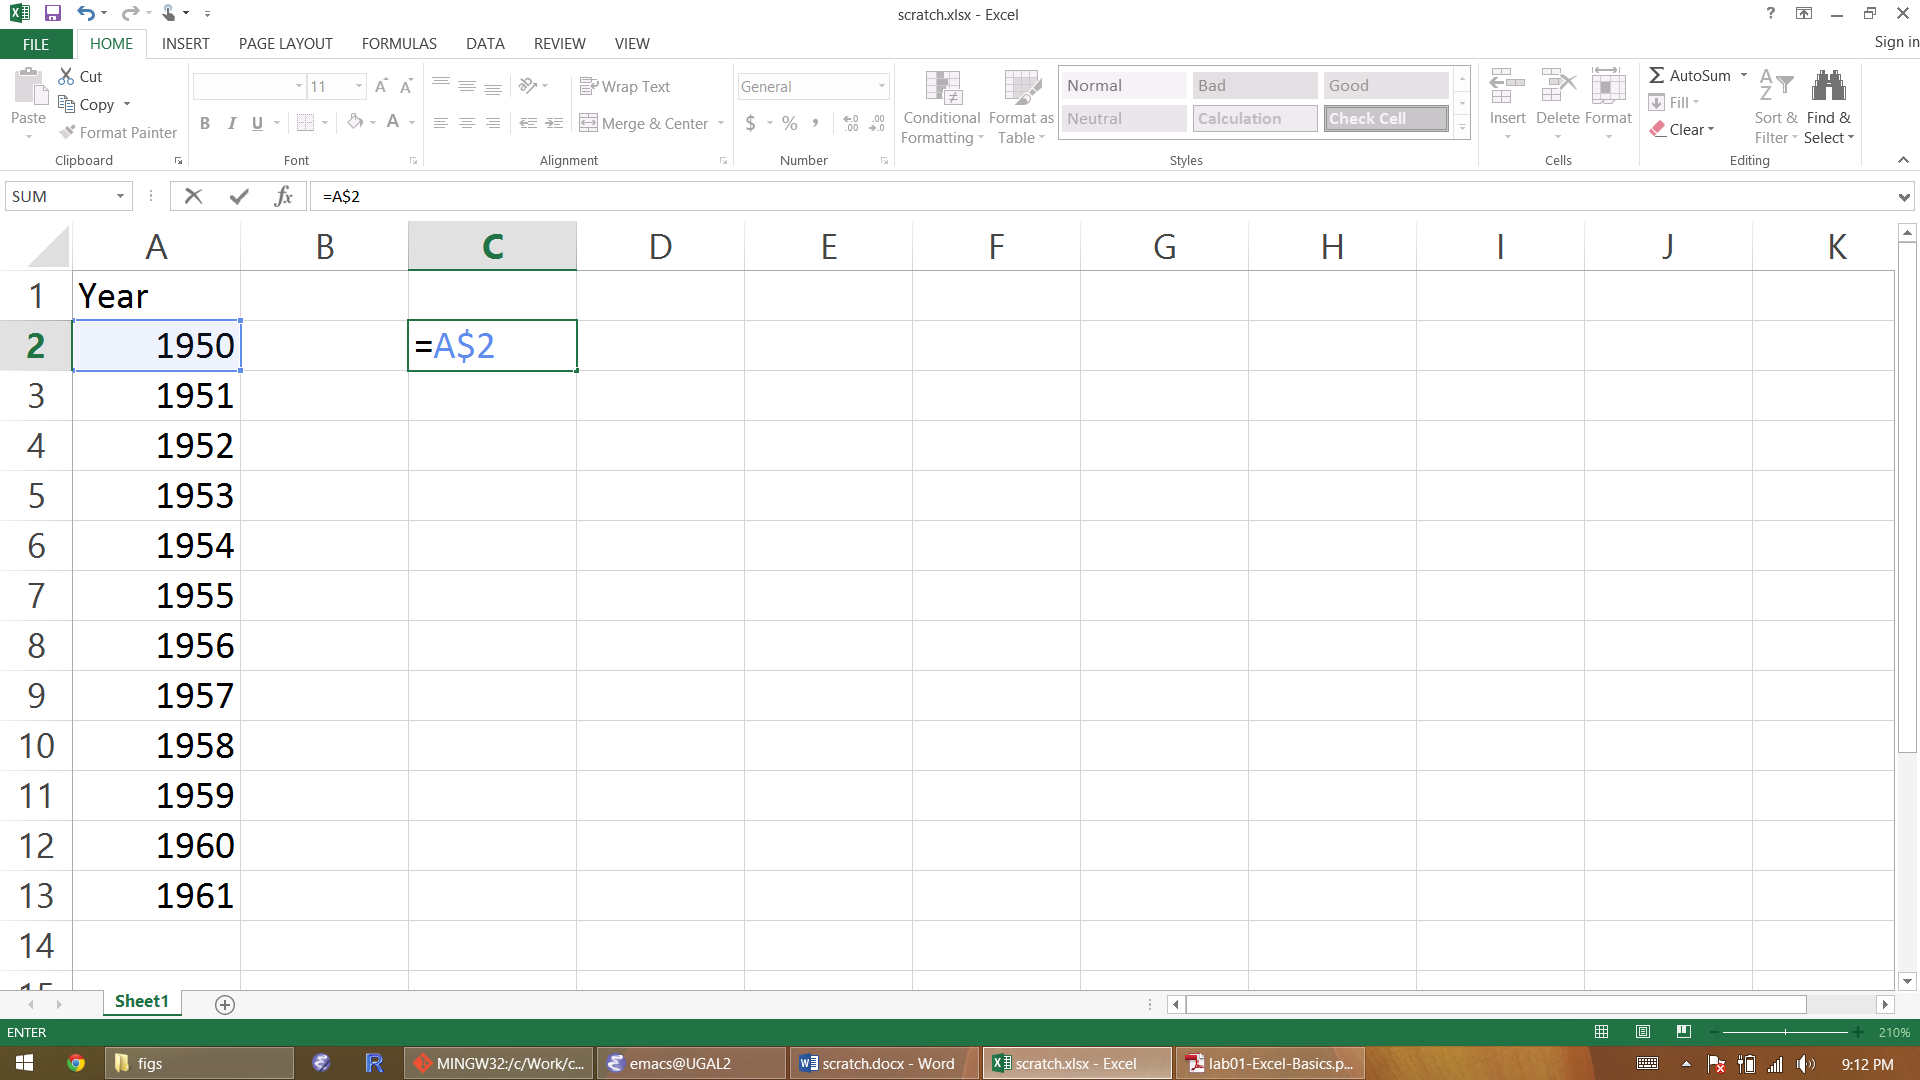 scratch.xlsx - Excel
?
Sign in
FILE HOME INSERT PAGE LAYOUT FORMULAS DATA REVIEW VIEW
Paste
Cut
Copy
Format Painter
Clipboard
11
A A
B I U A
Font
Wrap Text
Merge & Center
Alignment
General
$ % ,
Number
Conditional Formatting
Format as Table
Normal Bad Good
Neutral Calculation Check Cell
Styles
Insert Delete Format
Cells
AutoSum
Fill
Clear
Sort & Filter
Find & Select
Editing
SUM
fx
=A$2
A B C D E F G H I J K
1 Year
2 1950 =A$2
3 1951
4 1952
5 1953
6 1954
7 1955
8 1956
9 1957
10 1958
11 1959
12 1960
13 1961
14
15
Sheet1
ENTER
210%
figs
MINGW32:/c/Work/c...
emacs@UGAL2
scratch.docx - Word
scratch.xlsx - Excel
lab01-Excel-Basics.p...
9:12 PM